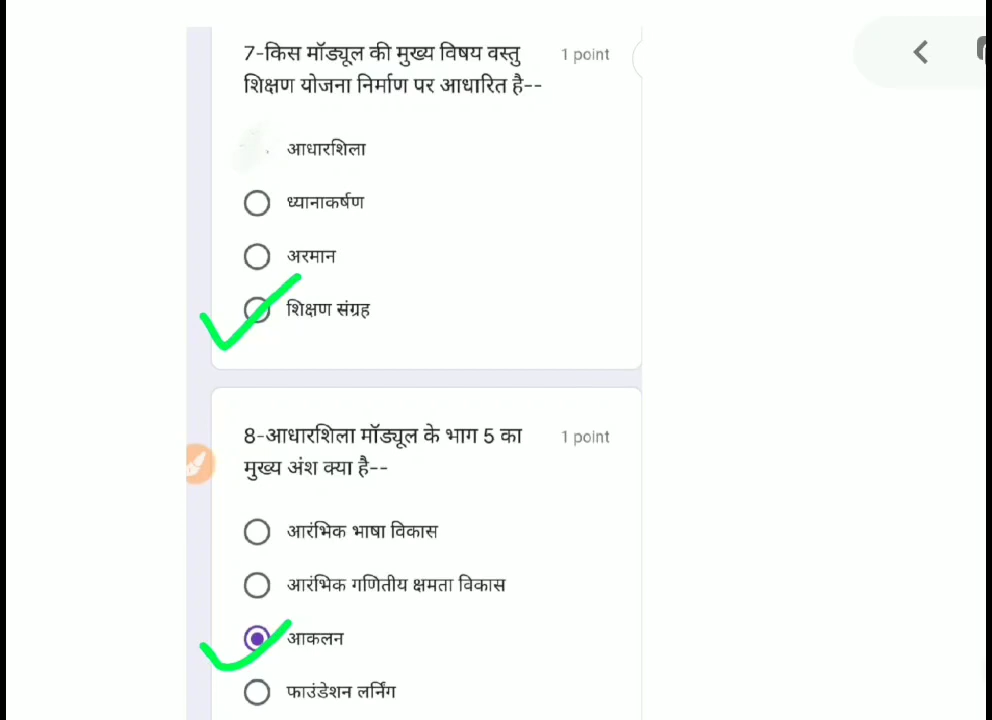 7-किस मॉड्यूल की मुख्य विषय वस्तु 1 point
शिक्षण योजना निर्माण पर आधारित है--
आधारशिला
ध्यानाकर्षण
अरमान
शिक्षण संग्रह
8-आधारशिला मॉड्यूल के भाग 5 का 1 point
मुख्य अंश क्या है--
आरंभिक भाषा विकास
आरंभिक गणितीय क्षमता विकास
आकलन
फाउंडेशन लर्निंग